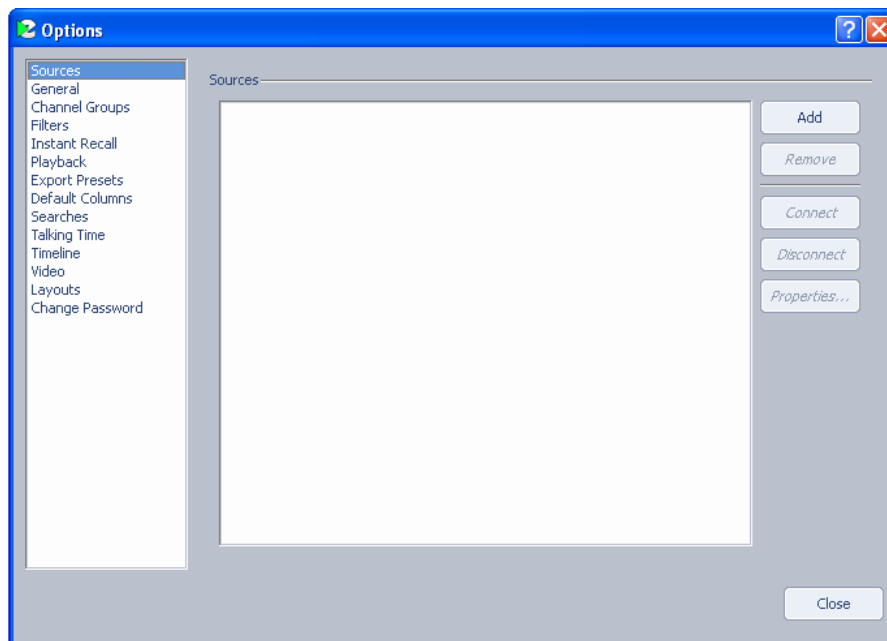 Options
Sources
General
Channel Groups
Filters
Instant Recall
Playback
Export Presets
Default Columns
Searches
Talking Time
Timeline
Video
Layouts
Change Password
Sources
Add
Remove
Connect
Disconnect
Properties...
Close